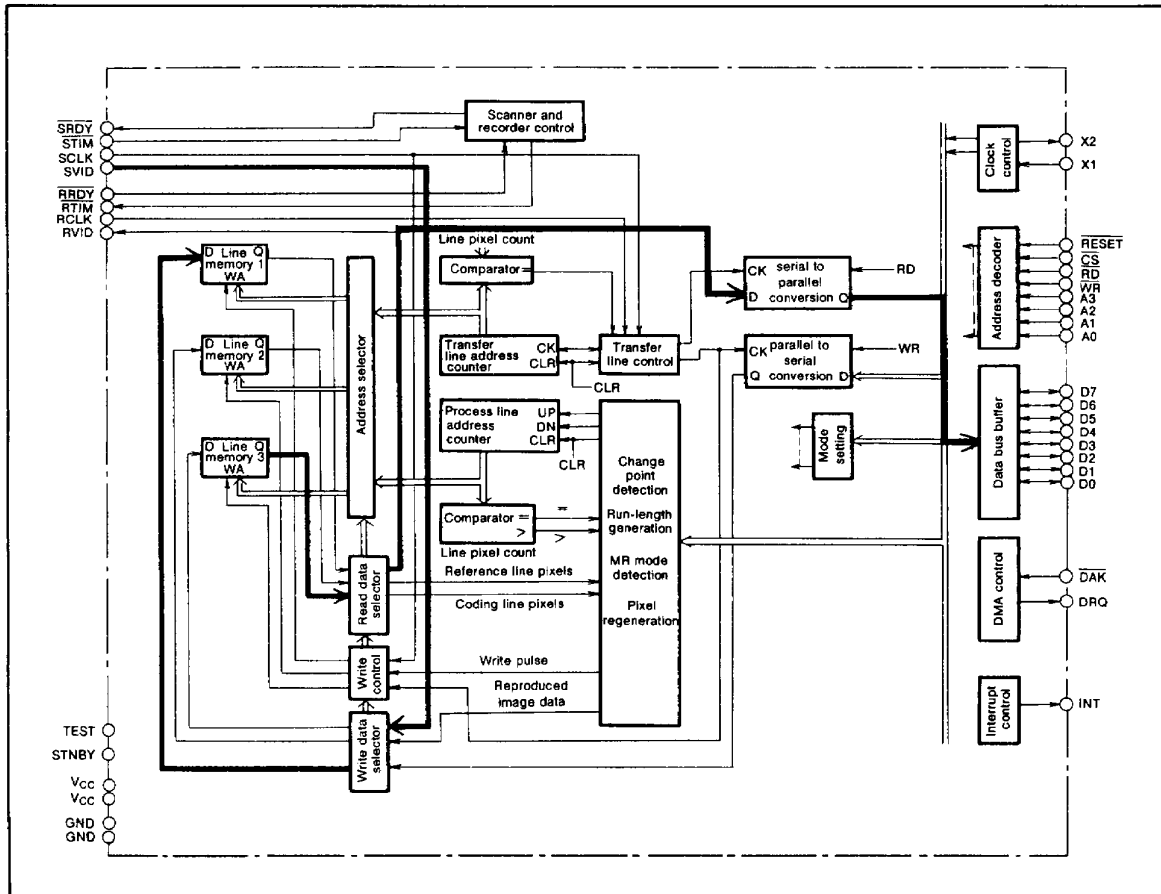 Scanner and
recorder control
SRDY
STIM
SCLK
SVID
RRDY
RTIM
RCLK
RVID
TEST
STNBY
VCC
VCC
GND
GND
D Line Q
memory 1
WA
D Line Q
memory 2
WA
D Line Q
memory 3
WA
Address selector
Read data
selector
Write
control
Write data
selector
Line pixel count
Comparator =
Transfer CK
line address
counter CLR
CLR
Process line UP
address DN
counter CLR
CLR
Comparator =
>
=
>
Line pixel count
Reference line pixels
Coding line pixels
Write pulse
Reproduced
image data
Transfer
line control
Change
point
detection
Run-length
generation
MR mode
detection
Pixel
regeneration
CK serial to
parallel
D conversion Q
RD
CK parallel to
serial
Q conversion D
WR
Mode
setting
Clock
control
Address decoder
Data bus buffer
DMA control
Interrupt
control
X2
X1
RESET
CS
RD
WR
A3
A2
A1
A0
D7
D6
D5
D4
D3
D2
D1
D0
DAK
DRQ
INT